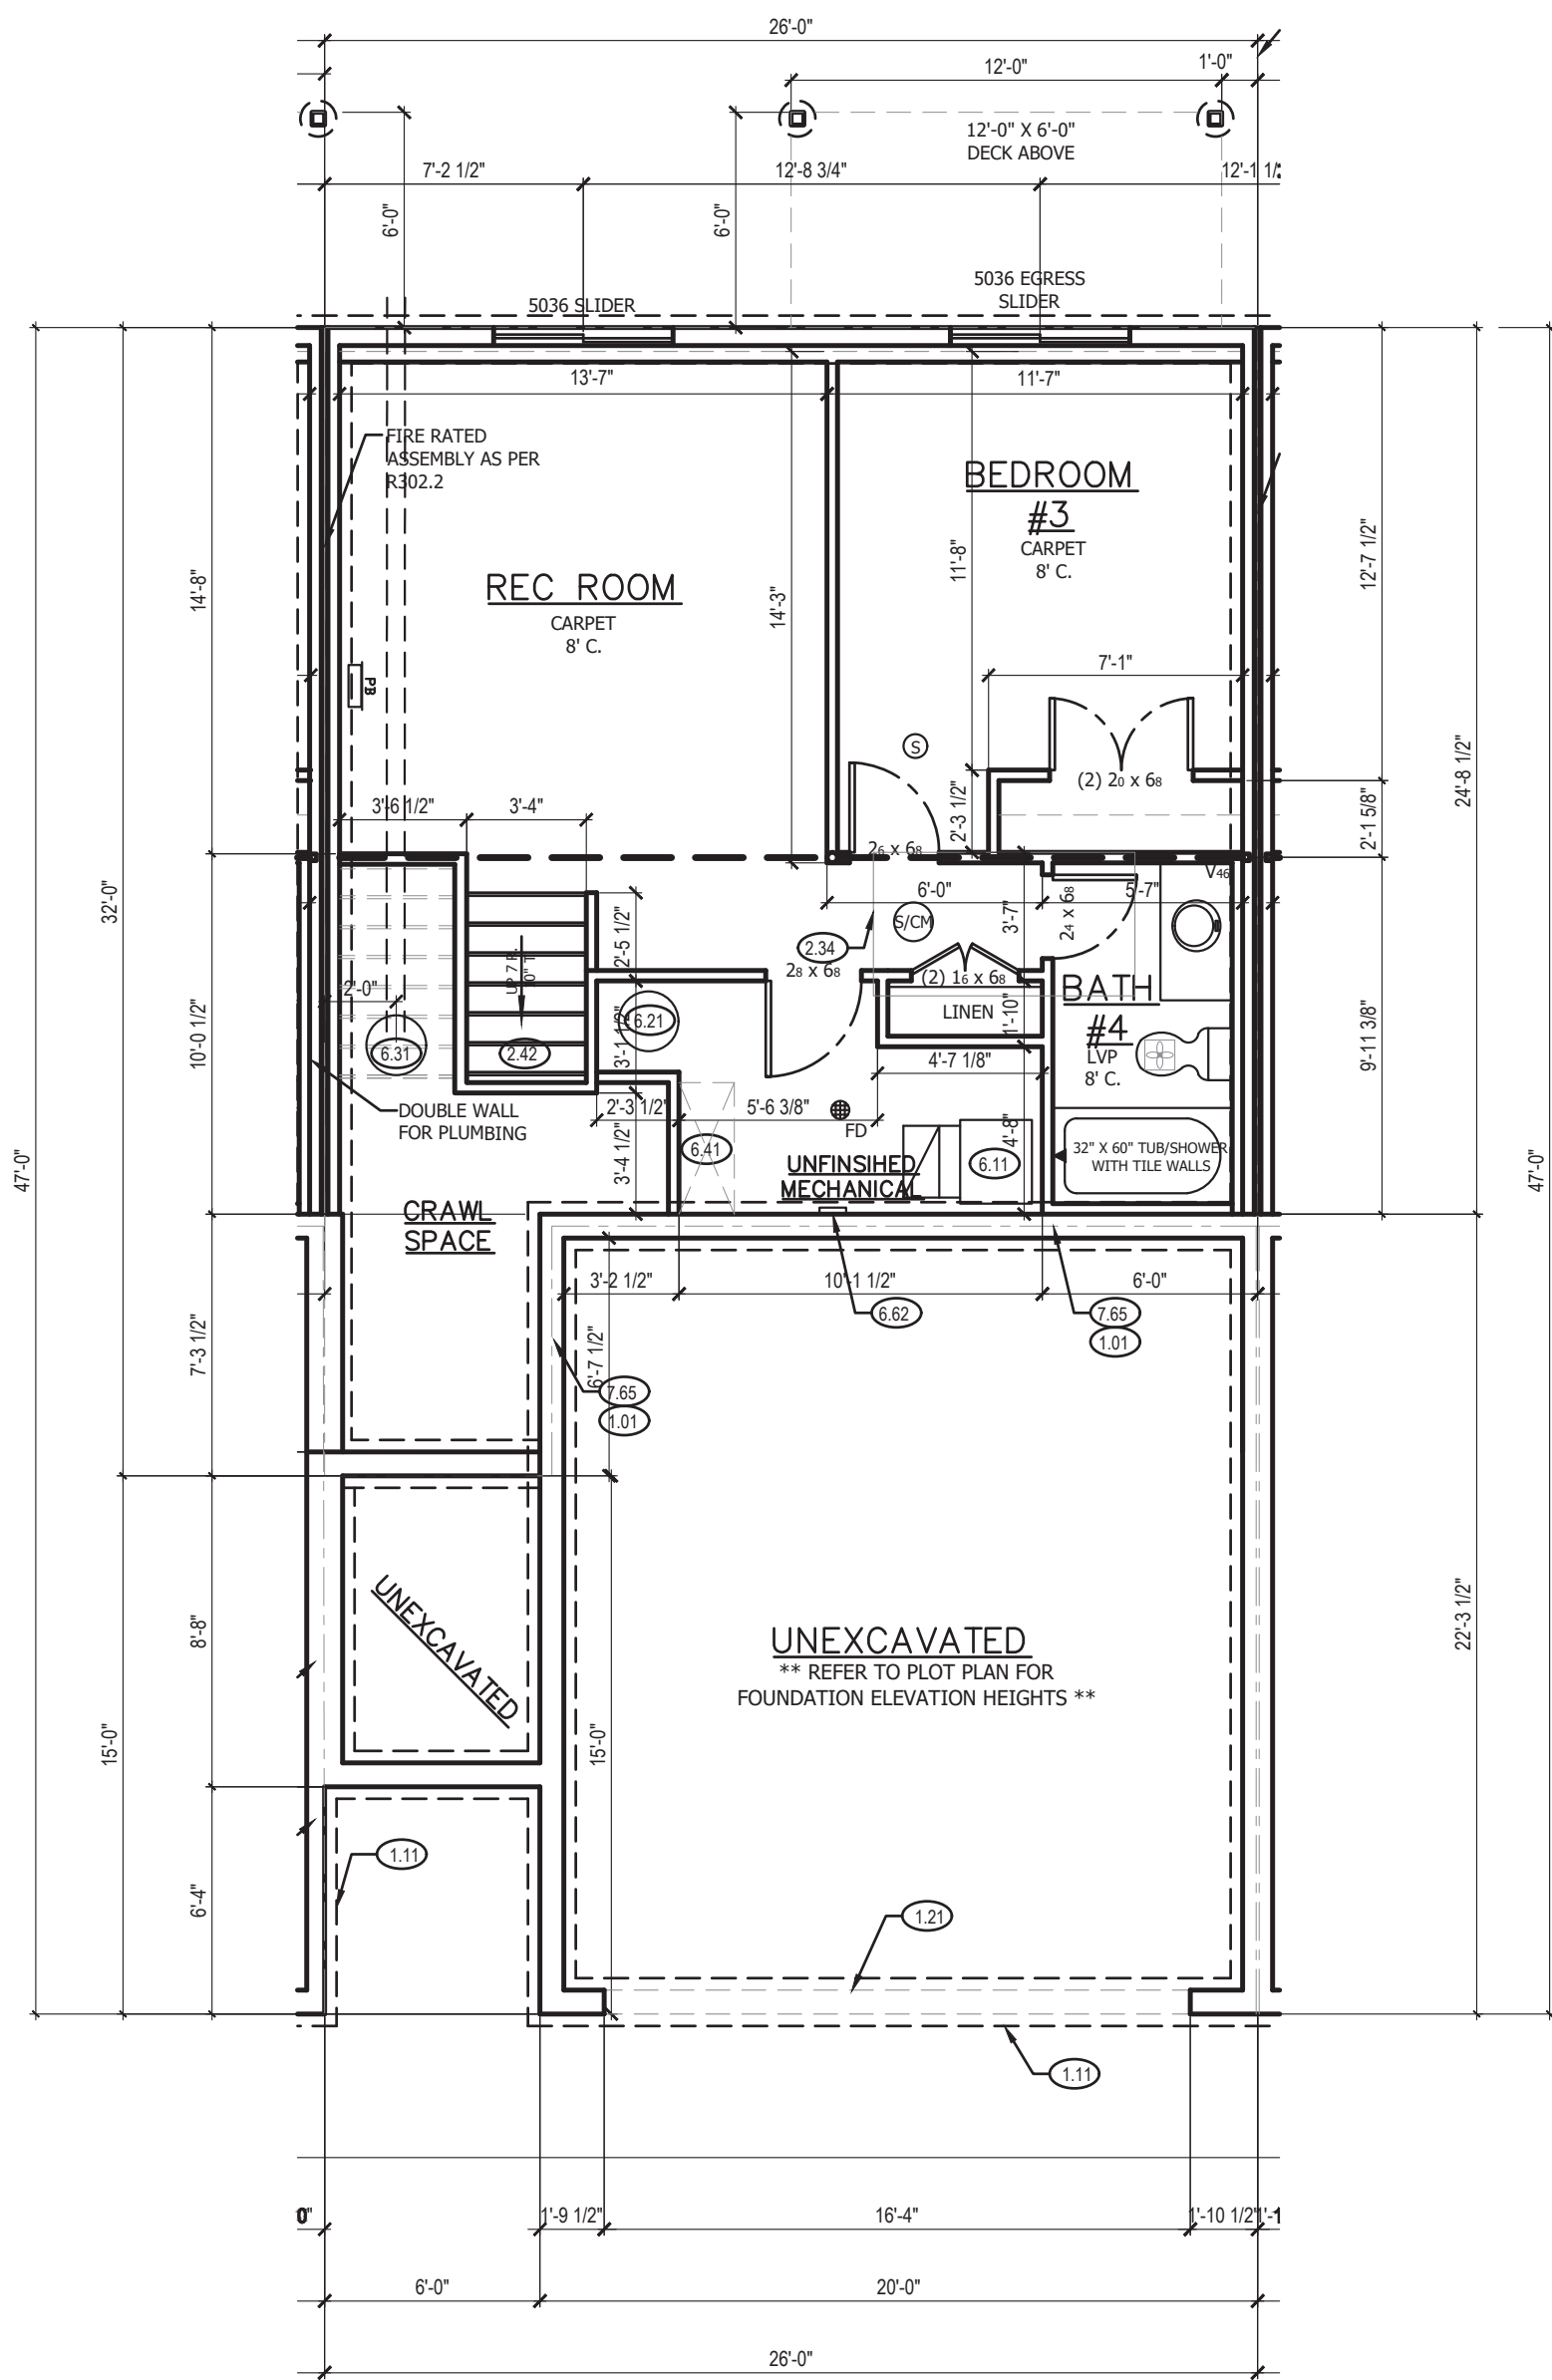 26'-0"
12'-0"
1'-0"
12'-0" X 6'-0"
DECK ABOVE
7'-2 1/2"
12'-8 3/4"
6'-0"
6'-0"
5036 SLIDER
5036 EGRESS
SLIDER
13'-7"
11'-7"
FIRE RATED
ASSEMBLY AS PER
R302.2
BEDROOM
#3
CARPET
8' C.
REC ROOM
CARPET
8' C.
14'-8"
14'-3"
11'-8"
12'-7 1/2"
24'-8 1/2"
7'-1"
PB
S
(2) 20 x 68
3'-6 1/2"
3'-4"
2'-3 1/2"
2'-1 5/8"
26 x 68
V46
32'-0"
6'-0"
5'-7"
S/CM
3'-7"
24 x 68
2'-5 1/2"
2.34
28 x 68
(2) 16 x 68
BATH
#4
LVP
8' C.
LINEN
1'-10"
2'-0"
6.31
2.42
6.21
3'-1 1/2"
10'-0 1/2"
9'-11 3/8"
4'-7 1/8"
DOUBLE WALL
FOR PLUMBING
2'-3 1/2"
5'-6 3/8"
FD
4'-8"
3'-4 1/2"
6.41
UNFINSIHED
MECHANICAL
6.11
32" X 60" TUB/SHOWER
WITH TILE WALLS
47'-0"
47'-0"
CRAWL
SPACE
3'-2 1/2"
10'-1 1/2"
6'-0"
6.62
7.65
1.01
7'-3 1/2"
6'-7 1/2"
7.65
1.01
8'-8"
UNEXCAVATED
UNEXCAVATED
** REFER TO PLOT PLAN FOR
FOUNDATION ELEVATION HEIGHTS **
22'-3 1/2"
15'-0"
15'-0"
6'-4"
1.11
1.21
1.11
1'-9 1/2"
16'-4"
1'-10 1/2"
6'-0"
20'-0"
26'-0"